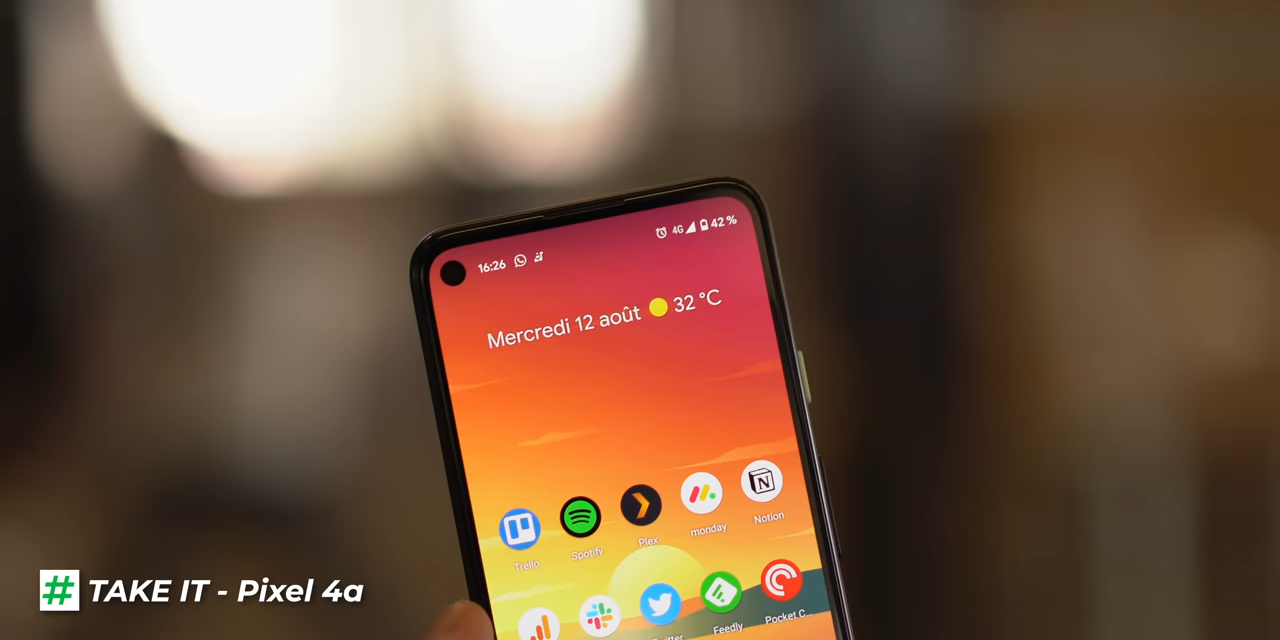 16:26
4G 42 %
Mercredi 12 août 32 °C
Trello
Spotify
Plex
monday
N
Notion
Feedly
Pocket C
# TAKE IT - Pixel 4a